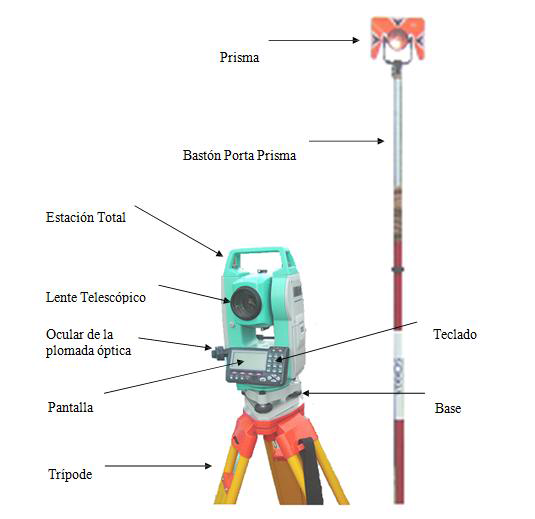 Prisma
Bastón Porta Prisma
Estación Total
Lente Telescópico
Ocular de la
plomada óptica
Teclado
Pantalla
Base
Trípode